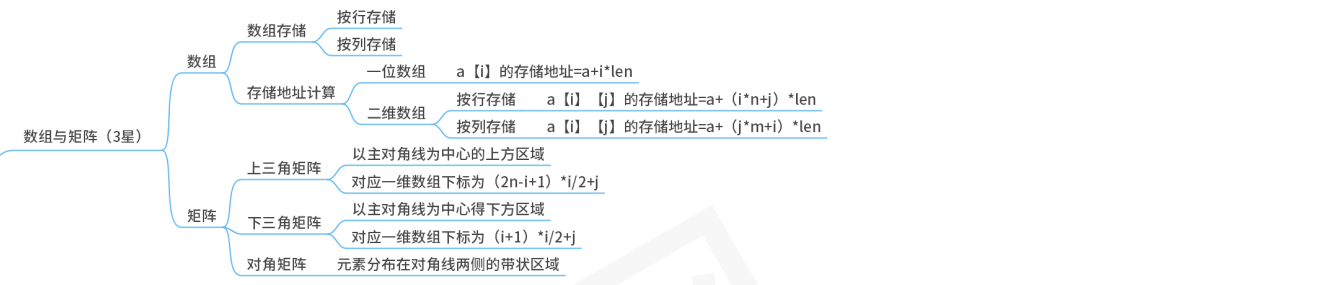 按行存储
数组存储
按列存储
数组
一位数组 a【i】的存储地址=a+i*len
存储地址计算
按行存储 a【i】【j】的存储地址=a+（i*n+j）*len
二维数组
按列存储 a【i】【j】的存储地址=a+（j*m+i）*len
数组与矩阵（3星）
以主对角线为中心的上方区域
上三角矩阵
对应一维数组下标为（2n-i+1）*i/2+j
矩阵
以主对角线为中心得下方区域
下三角矩阵
对应一维数组下标为（i+1）*i/2+j
对角矩阵 元素分布在对角线两侧的带状区域